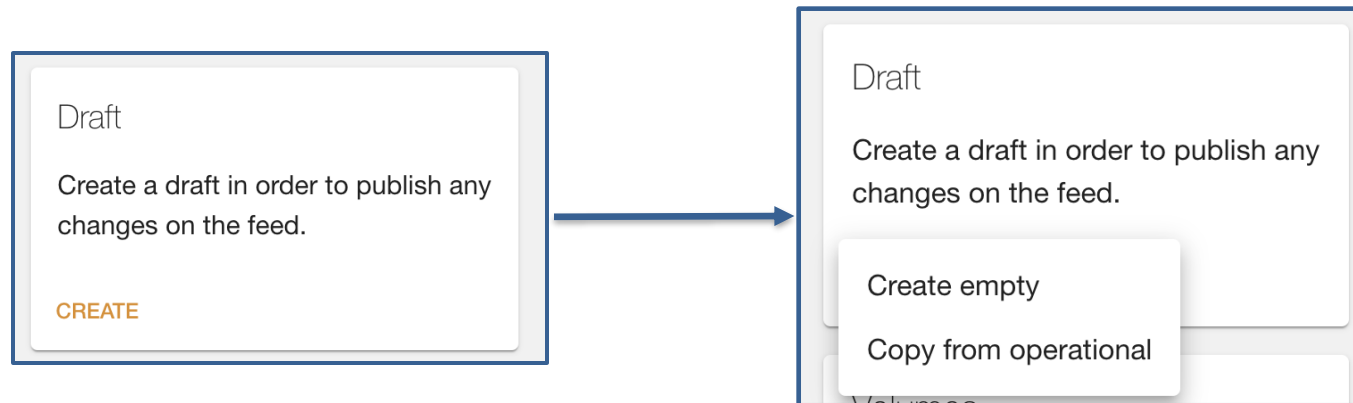 Draft
Create a draft in order to publish any
changes on the feed.
CREATE
Draft
Create a draft in order to publish any
changes on the feed.
Create empty
Copy from operational